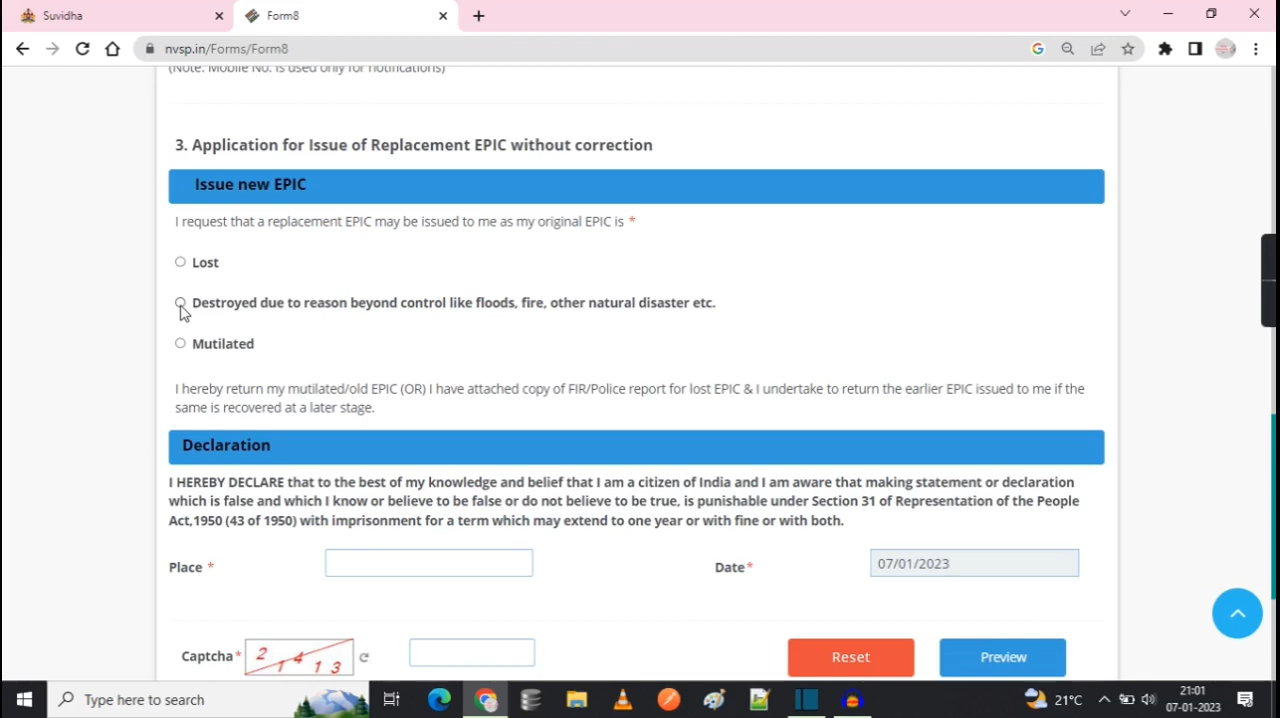 Suvidha
Form8
nvsp.in/Forms/Form8
(Note: Mobile No. is used only for notifications)
3. Application for Issue of Replacement EPIC without correction
Issue new EPIC
I request that a replacement EPIC may be issued to me as my original EPIC is *
Lost
Destroyed due to reason beyond control like floods, fire, other natural disaster etc.
Mutilated
I hereby return my mutilated/old EPIC (OR) I have attached copy of FIR/Police report for lost EPIC & I undertake to return the earlier EPIC issued to me if the
same is recovered at a later stage.
Declaration
I HEREBY DECLARE that to the best of my knowledge and belief that I am a citizen of India and I am aware that making statement or declaration
which is false and which I know or believe to be false or do not believe to be true, is punishable under Section 31 of Representation of the People
Act,1950 (43 of 1950) with imprisonment for a term which may extend to one year or with fine or with both.
Place *
Date* 07/01/2023
Captcha* 2 1 4 1 3
Reset
Preview
Type here to search
21°C
21:01
07-01-2023